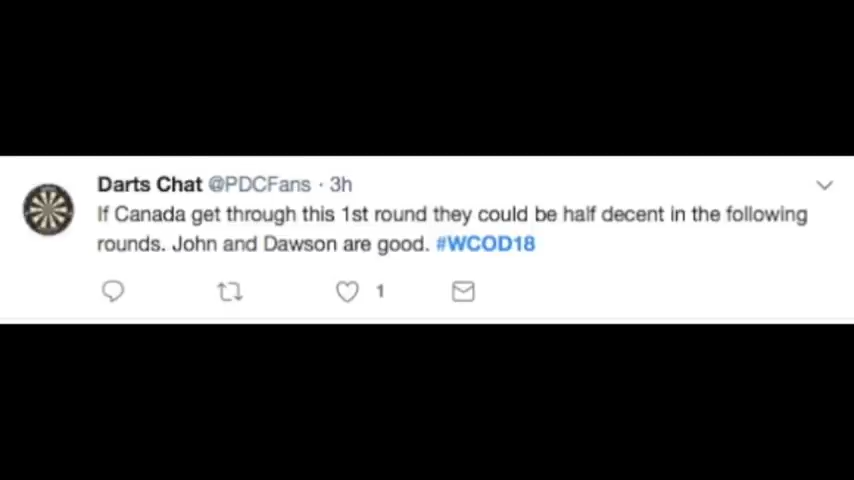 Darts Chat @PDCFans · 3h
If Canada get through this 1st round they could be half decent in the following
rounds. John and Dawson are good. #WCOD18
1